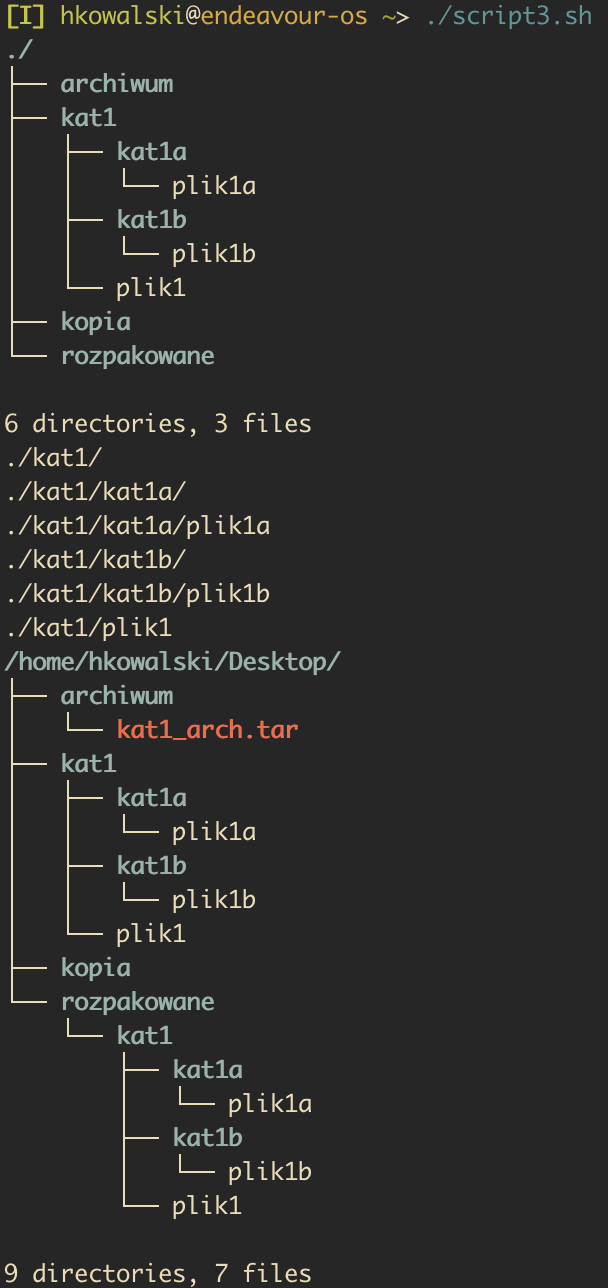 [I] hkowalski@endeavour-os ~> ./script3.sh
./
├── archiwum
├── kat1
│   ├── kat1a
│   │   └── plik1a
│   ├── kat1b
│   │   └── plik1b
│   └── plik1
├── kopia
└── rozpakowane

6 directories, 3 files
./kat1/
./kat1/kat1a/
./kat1/kat1a/plik1a
./kat1/kat1b/
./kat1/kat1b/plik1b
./kat1/plik1
/home/hkowalski/Desktop/
├── archiwum
│   └── kat1_arch.tar
├── kat1
│   ├── kat1a
│   │   └── plik1a
│   ├── kat1b
│   │   └── plik1b
│   └── plik1
├── kopia
└── rozpakowane
    └── kat1
        ├── kat1a
        │   └── plik1a
        ├── kat1b
        │   └── plik1b
        └── plik1

9 directories, 7 files